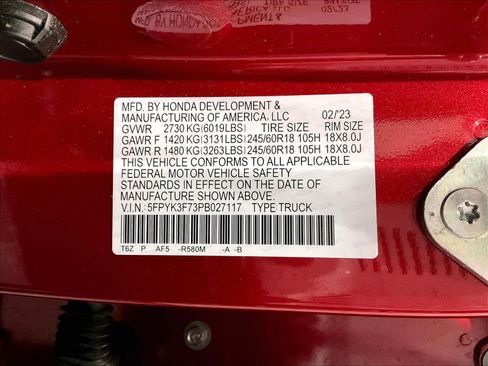 MFD. BY HONDA DEVELOPMENT &
MANUFACTURING OF AMERICA, LLC 02/23
GVWR 2730 KG (6019LBS) TIRE SIZE RIM SIZE
GAWR F 1420 KG (3131LBS) 245/60R18 105H 18X8.0J
GAWR R 1480 KG (3263LBS) 245/60R18 105H 18X8.0J
THIS VEHICLE CONFORMS TO ALL APPLICABLE
FEDERAL MOTOR VEHICLE SAFETY
STANDARDS IN EFFECT ON THE DATE OF
MANUFACTURE SHOWN ABOVE.
V.I.N.: 5FPYK3F73PB027117 TYPE: TRUCK
T6Z P AF5 -R580M -A -B